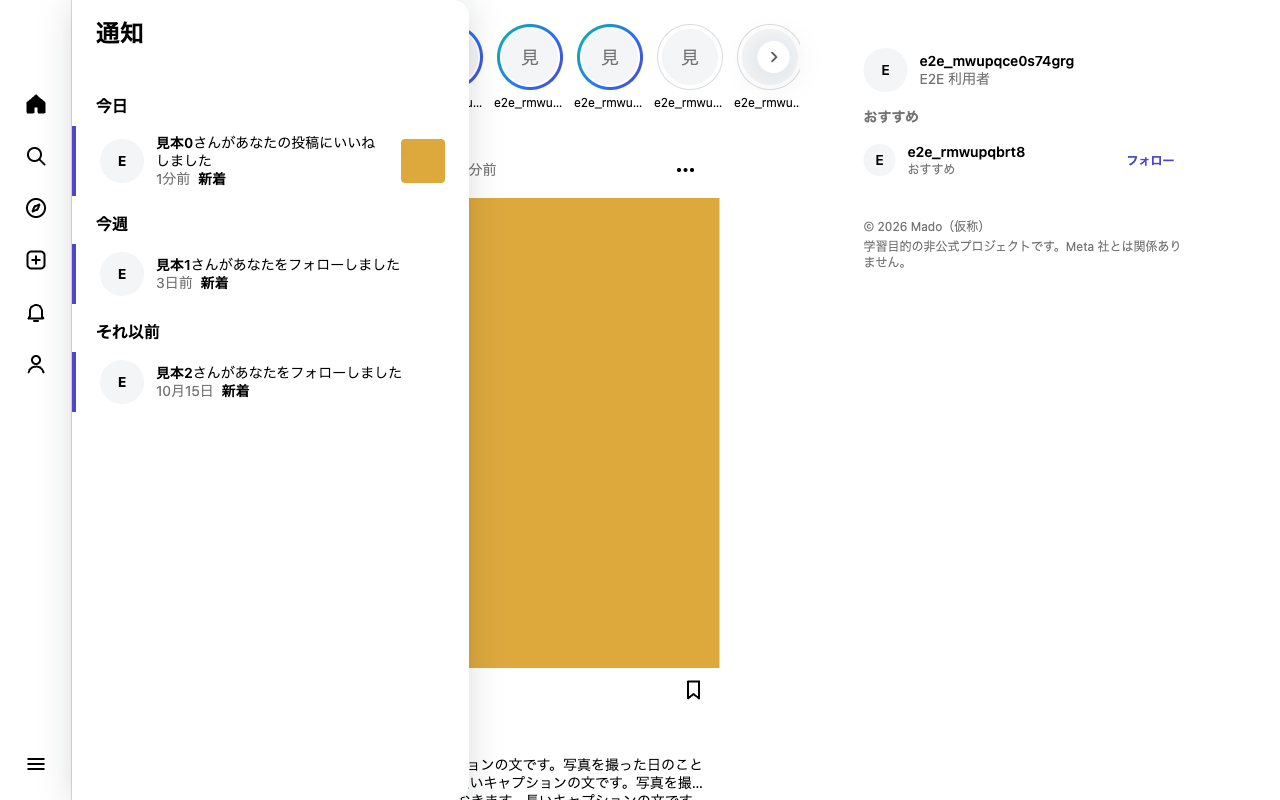 通知
今日
E
見本0さんがあなたの投稿にいいね
しました
1分前 新着
今週
E
見本1さんがあなたをフォローしました
3日前 新着
それ以前
E
見本2さんがあなたをフォローしました
10月15日 新着
見
見
見
e2e_rmwu...
e2e_rmwu...
e2e_rmwu...
e2e_rmwu..
分前
ョンの文です。写真を撮った日のこと
いキャプションの文です。写真を撮...
E
e2e_mwupqce0s74grg
E2E 利用者
おすすめ
E
e2e_rmwupqbrt8
おすすめ
フォロー
© 2026 Mado（仮称）
学習目的の非公式プロジェクトです。Meta 社とは関係あり
ません。